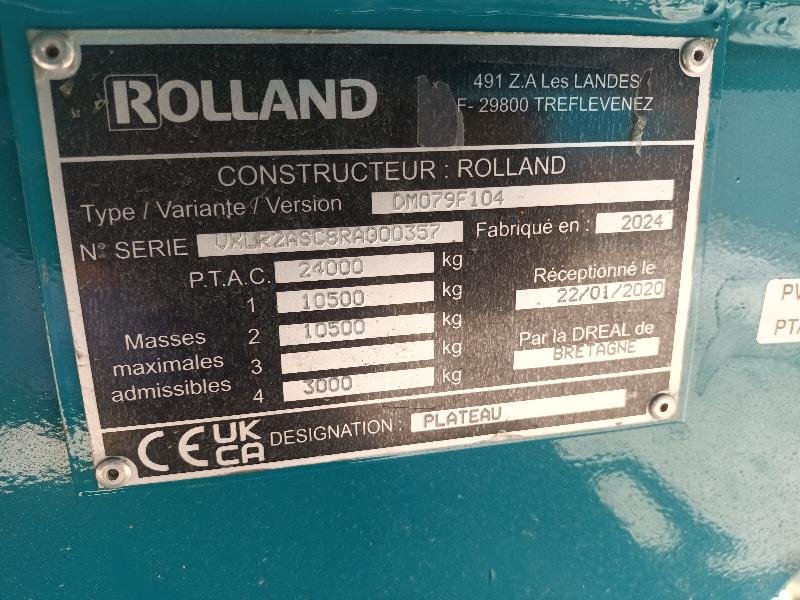 ROLLAND
491 Z.A Les LANDES
F- 29800 TREFLEVENEZ
CONSTRUCTEUR : ROLLAND
Type / Variante / Version DM079F104
N° SERIE VXLR2ASC8RA000357 Fabriqué en : 2024
P.T.A.C. 24000 kg
Masses maximales admissibles
1 10500 kg
2 10500 kg
3 kg
4 3000 kg
Réceptionné le
22/01/2020
Par la DREAL de
BRETAGNE
CE UK CA DESIGNATION : PLATEAU